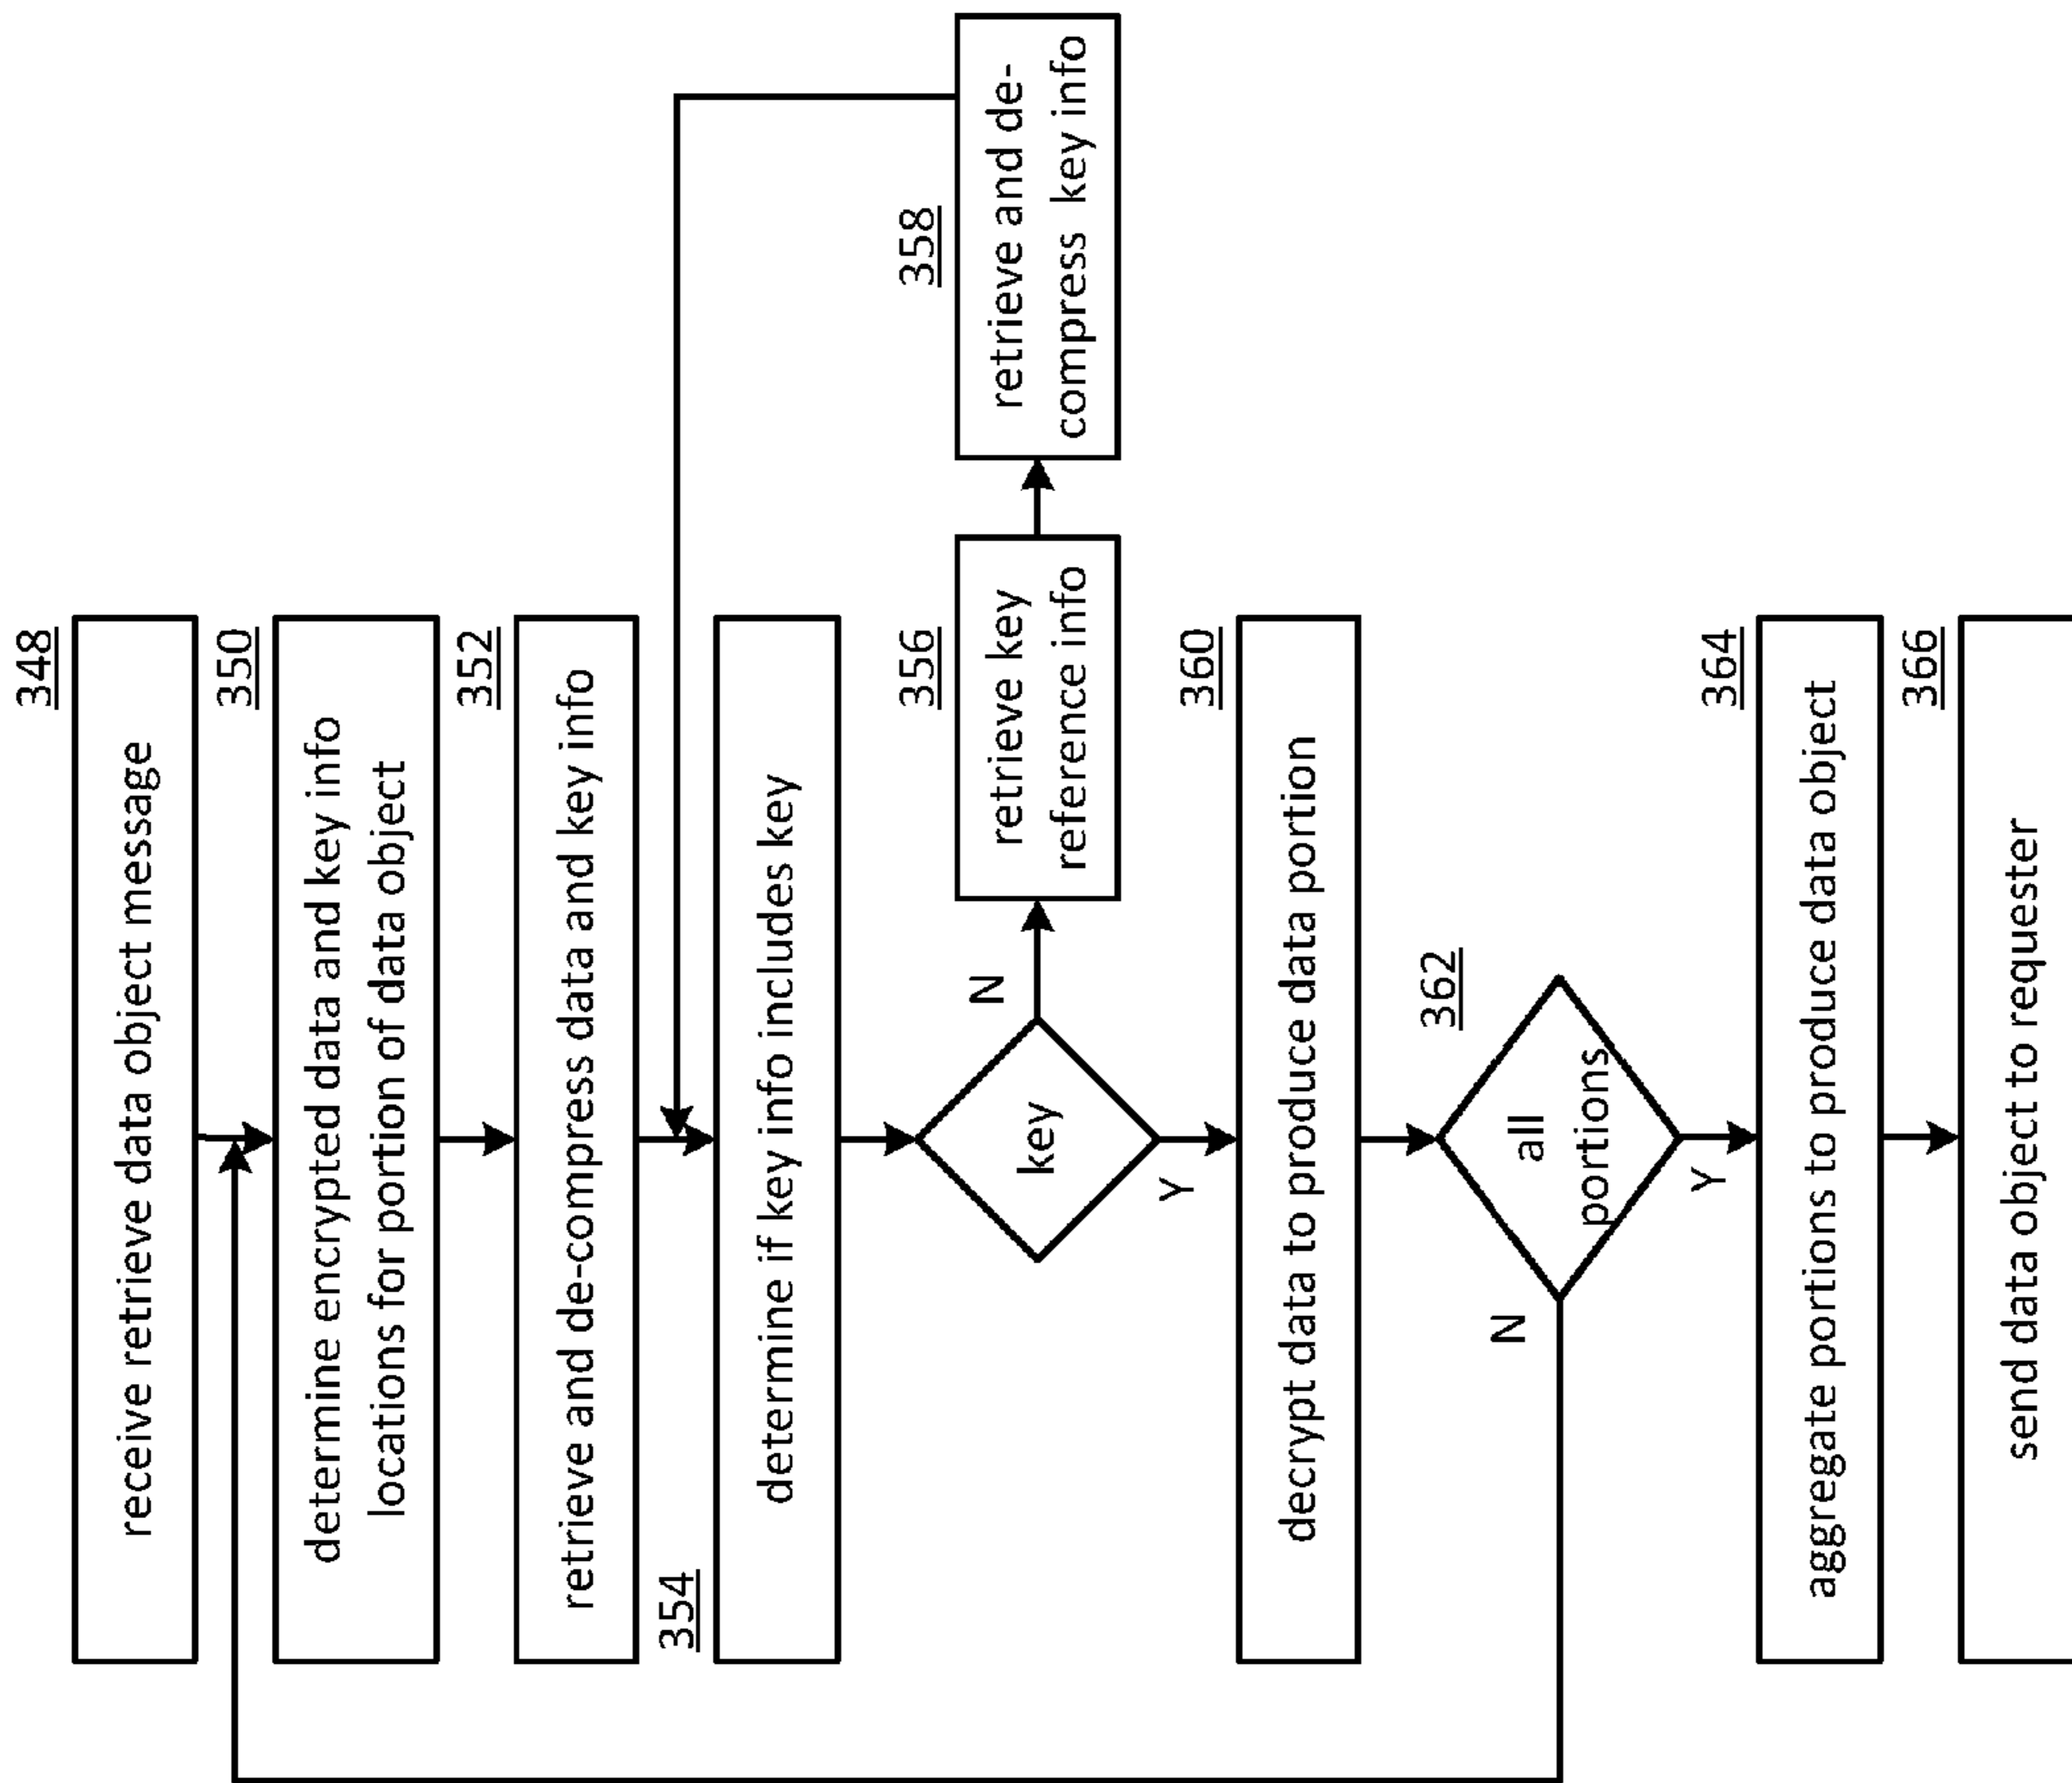 348
receive retrieve data object message
350
determine encrypted data and key info
locations for portion of data object
352
retrieve and de-compress data and key info
354
determine if key info includes key
key
N
Y
356
retrieve key
reference info
358
retrieve and de-
compress key info
360
decrypt data to produce data portion
362
all
portions
N
Y
364
aggregate portions to produce data object
366
send data object to requester